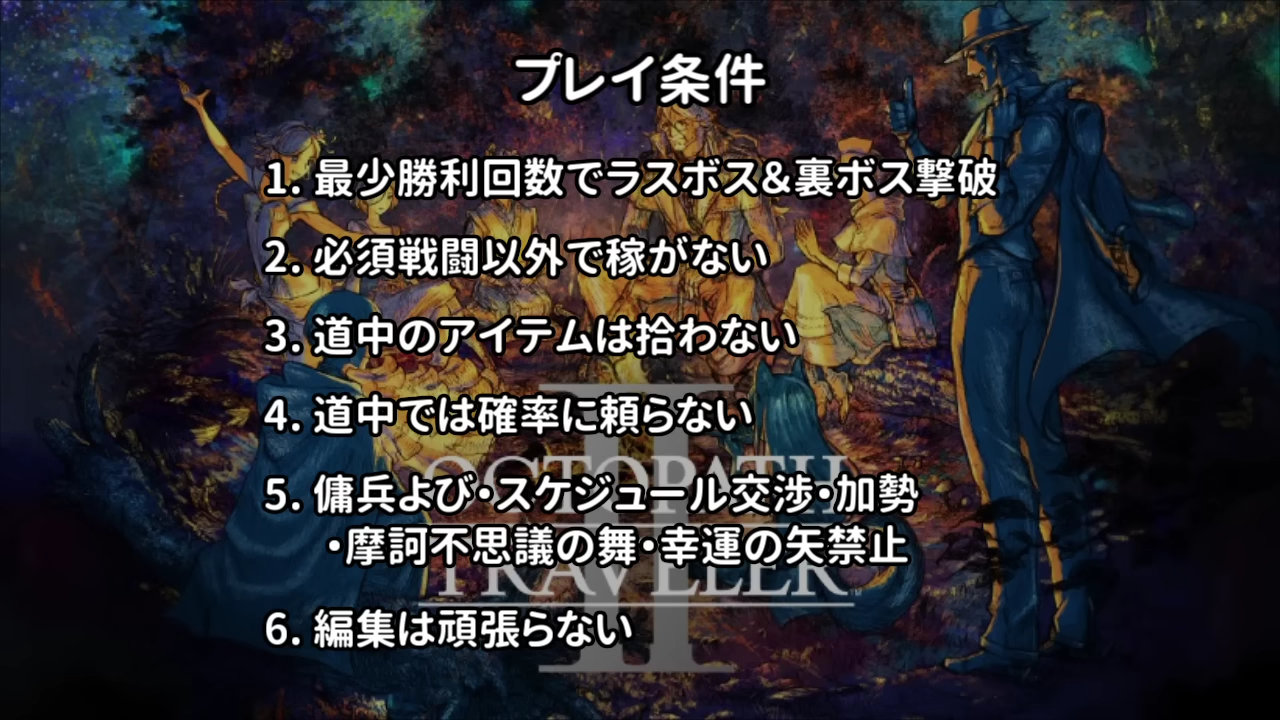 プレイ条件
1. 最少勝利回数でラスボス&裏ボス撃破
2. 必須戦闘以外で稼がない
3. 道中のアイテムは拾わない
4. 道中では確率に頼らない
5. 傭兵よび・スケジュール交渉・加勢
・摩訶不思議の舞・幸運の矢禁止
6. 編集は頑張らない
OCTOPATH
II
TRAVELER